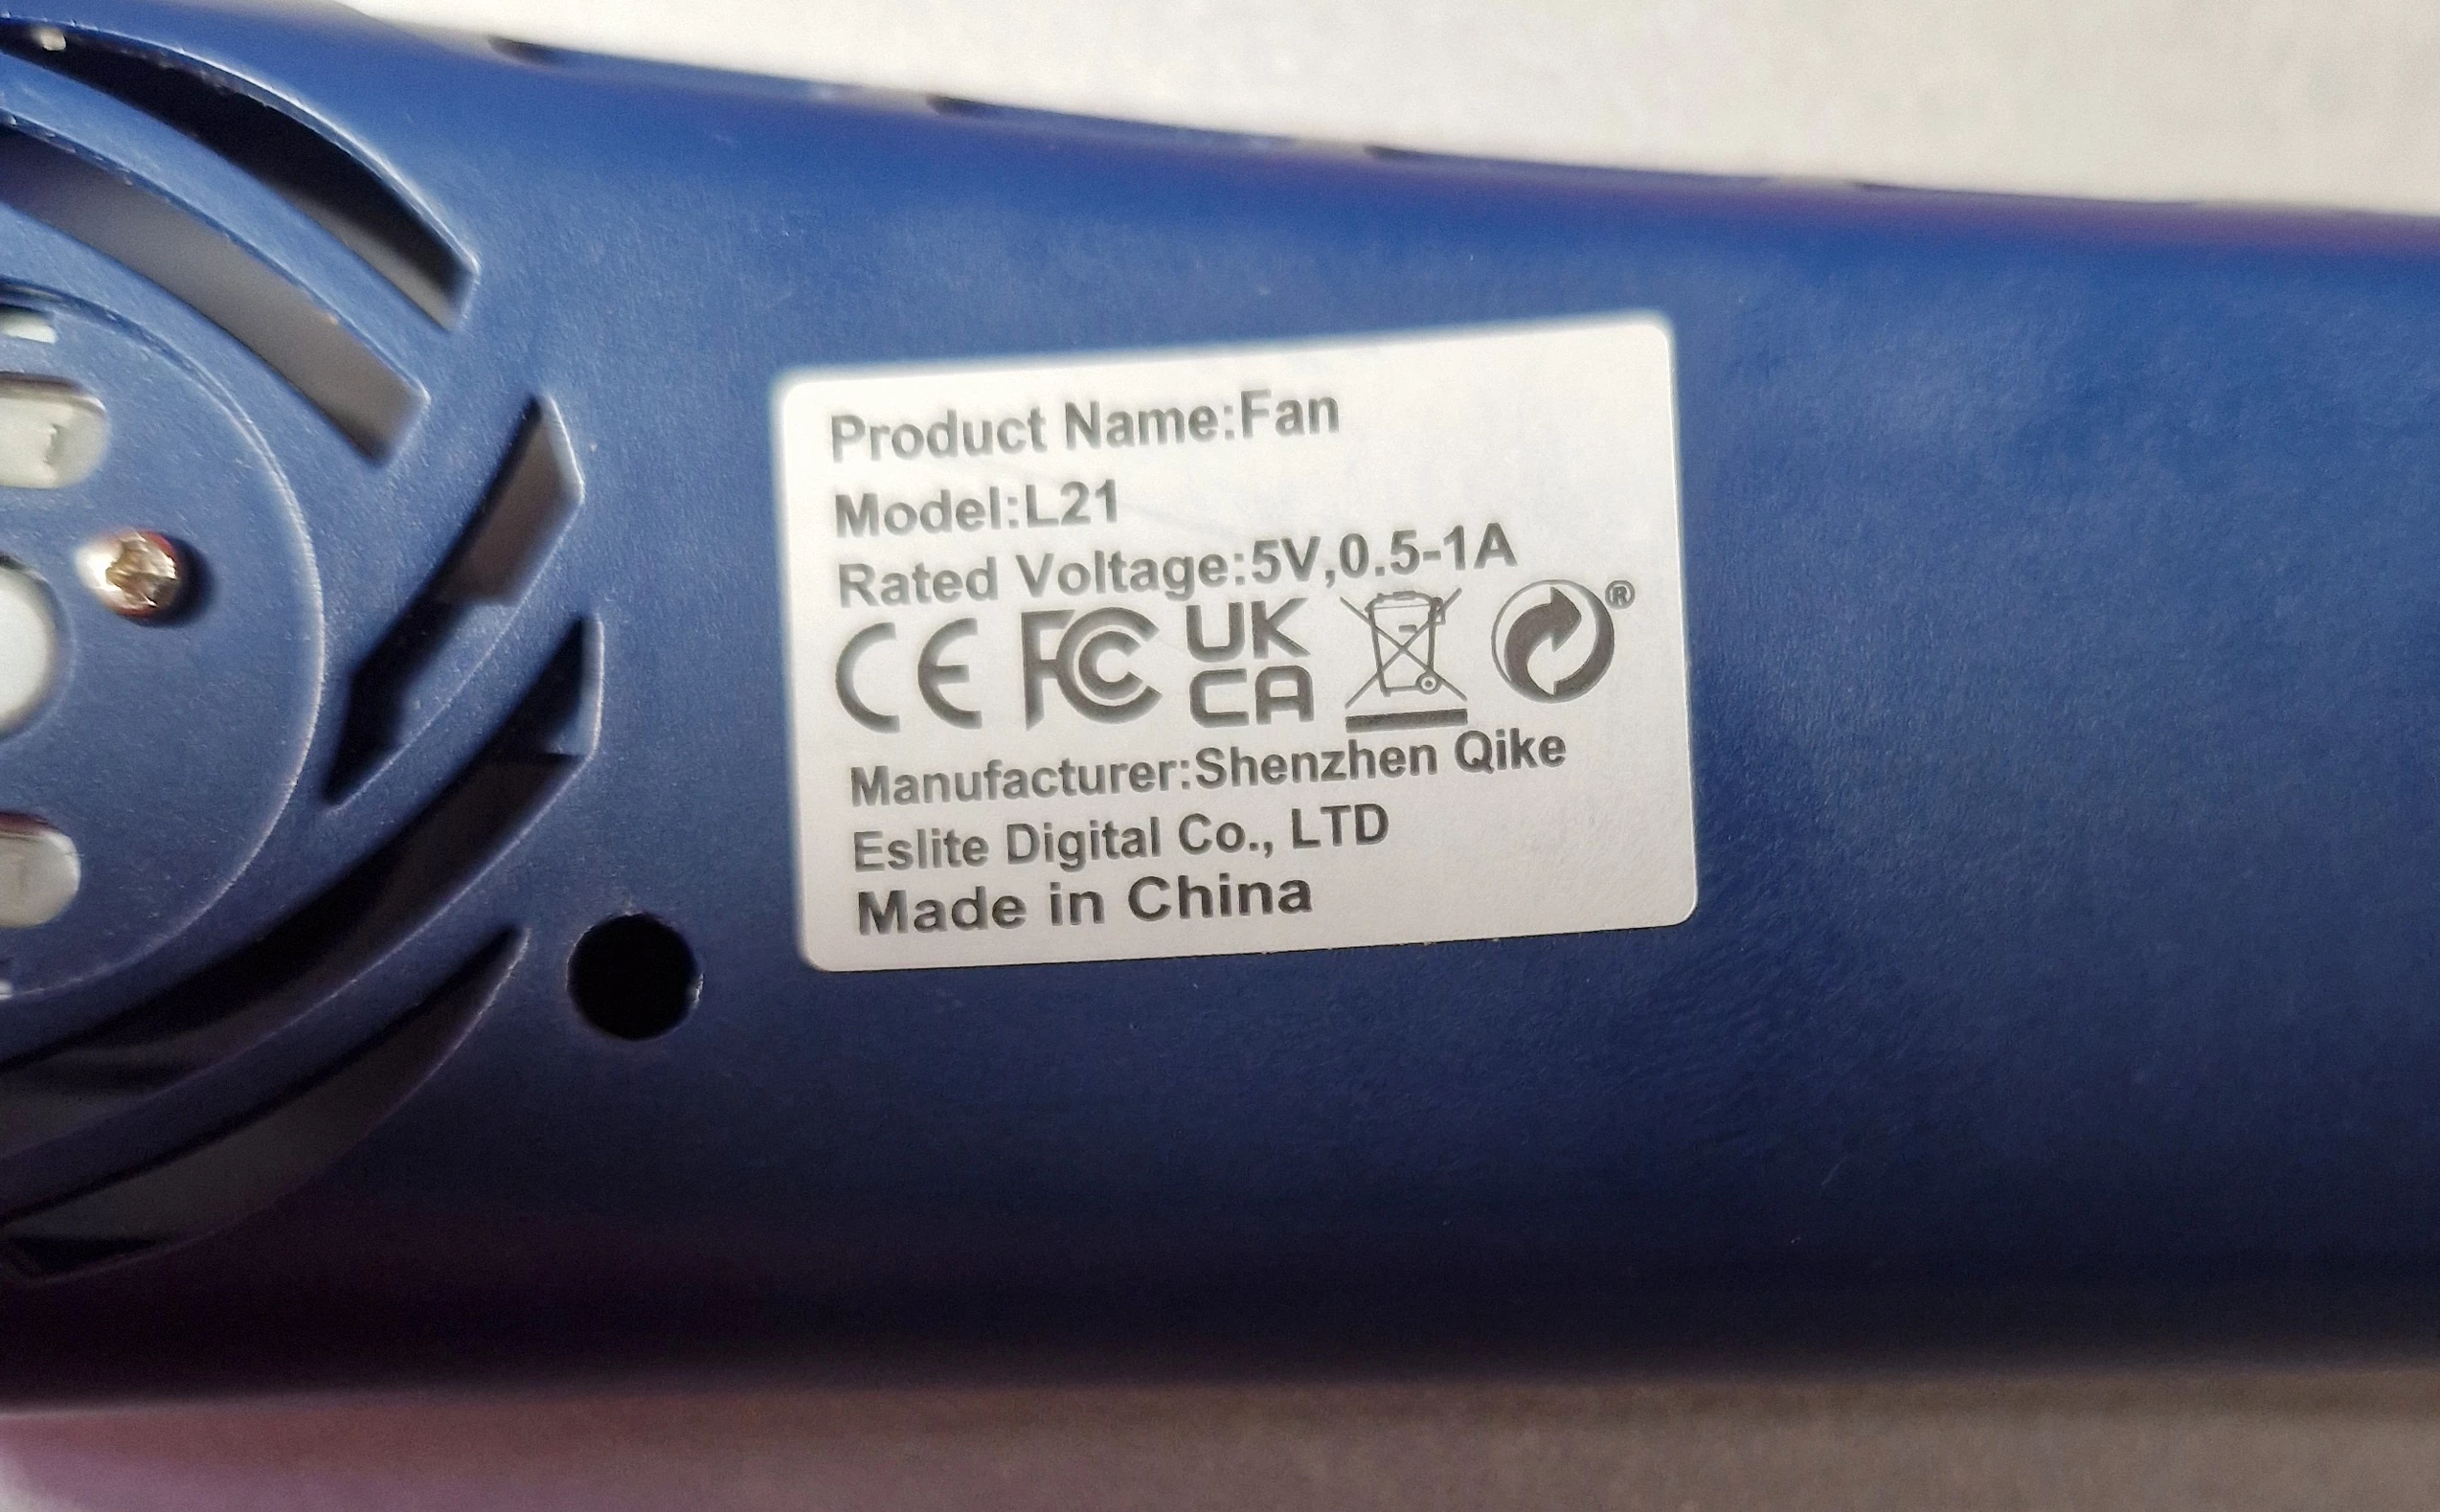 Product Name:Fan
Model:L21
Rated Voltage:5V,0.5-1A
CE FC UK CA ®
Manufacturer:Shenzhen Qike
Eslite Digital Co., LTD
Made in China